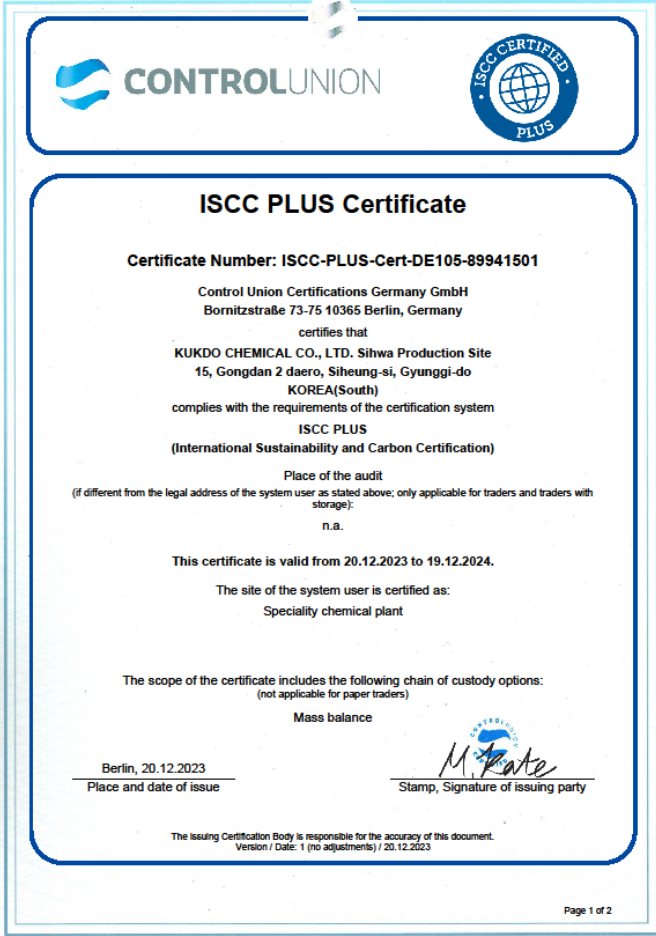 CONTROLUNION
ISCC CERTIFIED
PLUS
ISCC PLUS Certificate
Certificate Number: ISCC-PLUS-Cert-DE105-89941501
Control Union Certifications Germany GmbH
Bornitzstraße 73-75 10365 Berlin, Germany
certifies that
KUKDO CHEMICAL CO., LTD. Sihwa Production Site
15, Gongdan 2 daero, Siheung-si, Gyunggi-do
KOREA(South)
complies with the requirements of the certification system
ISCC PLUS
(International Sustainability and Carbon Certification)
Place of the audit
(if different from the legal address of the system user as stated above; only applicable for traders and traders with
storage):
n.a.
This certificate is valid from 20.12.2023 to 19.12.2024.
The site of the system user is certified as:
Speciality chemical plant
The scope of the certificate includes the following chain of custody options:
(not applicable for paper traders)
Mass balance
CONTROLUNION
Berlin, 20.12.2023
Place and date of issue
Stamp, Signature of issuing party
The Issuing Certification Body is responsible for the accuracy of this document.
Version / Date: 1 (no adjustments) / 20.12.2023
Page 1 of 2